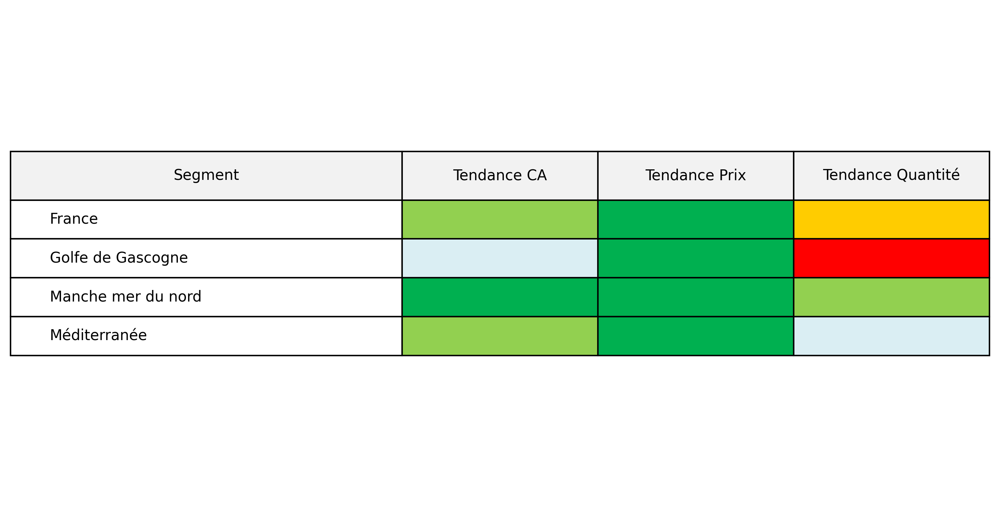 Segment Tendance CA Tendance Prix Tendance Quantité
France
Golfe de Gascogne
Manche mer du nord
Méditerranée